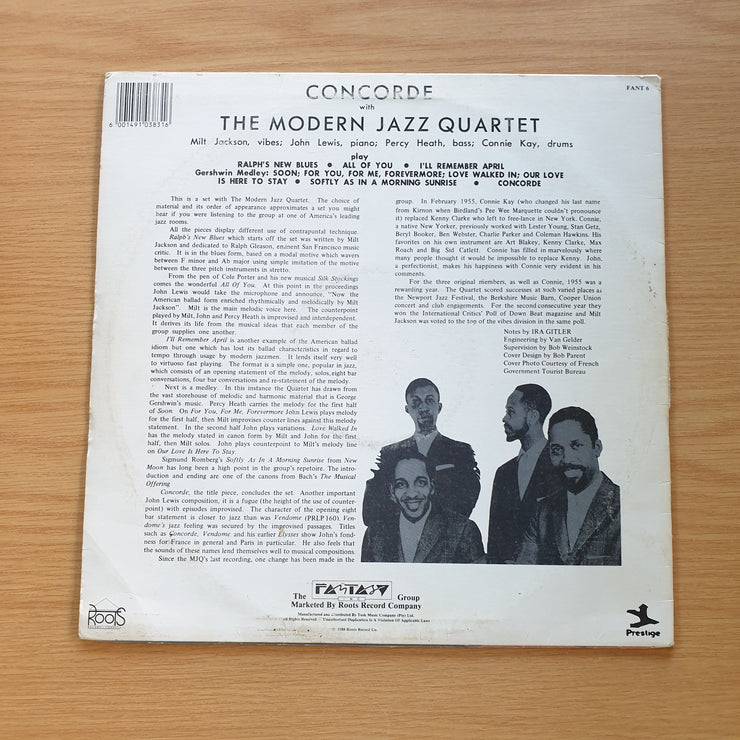 CONCORDE
FANT 6
with
6 001491 038316
THE MODERN JAZZ QUARTET
Milt Jackson, vibes; John Lewis, piano; Percy Heath, bass; Connie Kay, drums
play
RALPH'S NEW BLUES • ALL OF YOU • I'LL REMEMBER APRIL
Gershwin Medley: SOON; FOR YOU, FOR ME, FOREVERMORE; LOVE WALKED IN; OUR LOVE
IS HERE TO STAY • SOFTLY AS IN A MORNING SUNRISE • CONCORDE
This is a set with The Modern Jazz Quartet. The choice of
material and its order of appearance approximates a set you might
hear if you were listening to the group at one of America's leading
jazz rooms.
All the pieces display different use of contrapuntal technique.
Ralph's New Blues which starts off the set was written by Milt
Jackson and dedicated to Ralph Gleason, eminent San Francisco music
critic. It is in the blues form, based on a modal motive which wavers
between F minor and Ab major using simple imitation of the motive
between the three pitch instruments in stretto.
From the pen of Cole Porter and his new musical Silk Stockings
comes the wonderful All Of You. At this point in the proceedings
John Lewis would take the microphone and announce, "Now the
American ballad form enriched rhythmically and melodically by Milt
Jackson". Milt is the main melodic voice here. The counterpoint
played by Milt, John and Percy Heath is improvised and interdependent.
It derives its life from the musical ideas that each member of the
group supplies one another.
I'll Remember April is another example of the American ballad
idiom but one which has lost its ballad characteristics in regard to
tempo through usage by modern jazzmen. It lends itself very well
to virtuoso fast playing. The format is a simple one, popular in jazz,
which consists of an opening statement of the melody, solos, eight bar
conversations, four bar conversations and re-statement of the melody.
Next is a medley. In this instance the Quartet has drawn from
the vast storehouse of melodic and harmonic material that is George
Gershwin's music. Percy Heath carries the melody for the first half
of Soon. On For You, For Me, Forevermore John Lewis plays melody
for the first half, then Milt improvises counter lines against this melody
statement. In the second half John plays variations. Love Walked In
has the melody stated in canon form by Milt and John for the first
half, then Milt solos. John plays counterpoint to Milt's melody line
on Our Love Is Here To Stay.
Sigmund Romberg's Softly As In A Morning Sunrise from New
Moon has long been a high point in the group's repetoire. The introd-
uction and ending are one of the canons from Bach's The Musical
Offering
Concorde, the title piece, concludes the set. Another important
John Lewis composition, it is a fugue (the height of the use of counter-
point) with episodes improvised. The character of the opening eight
bar statement is closer to jazz than was Vendome (PRLP 160). Ven-
dome's jazz feeling was secured by the improvised passages. Titles
such as Concorde, Vendome and his earlier Elysses show John's fond-
ness for France in general and Paris in particular. He also feels that
the sounds of these names lend themselves well to musical compositions.
Since the MJQ's last recording, one change has been made in the
group. In February 1955, Connie Kay (who changed his last name
from Kirnon when Birdland's Pee Wee Marquette couldn't pronounce
it) replaced Kenny Clarke who left to free-lance in New York. Connie,
a native New Yorker, previously worked with Lester Young, Stan Getz,
Beryl Booker, Ben Webster, Charlie Parker and Coleman Hawkins. His
favorites on his own instrument are Art Blakey, Kenny Clarke, Max
Roach and Big Sid Catlett. Connie has filled in marvelously where
many people thought it would be impossible to replace Kenny. John,
a perfectionist, makes his happiness with Connie very evident in his
comments.
For the three original members, as well as Connie, 1955 was a
rewarding year. The Quartet scored successes at such varied places as
the Newport Jazz Festival, the Berkshire Music Barn, Cooper Union
concert and club engagements. For the second consecutive year they
won the International Critics' Poll of Down Beat magazine and Milt
Jackson was voted to the top of the vibes division in the same poll.
Notes by IRA GITLER
Engineering by Van Gelder
Supervision by Bob Weinstock
Cover Design by Bob Parent
Cover Photo Courtesy of French
Government Tourist Bureau
The FANTASY Group
Marketed By Roots Record Company
Manufactured and Distributed By Tusk Music Company (Pty) Ltd.
All Rights Reserved Unauthorised Duplication Is A Violation Of Applicable Laws
© 1986 Roots Record Co.
ROOTS
Prestige